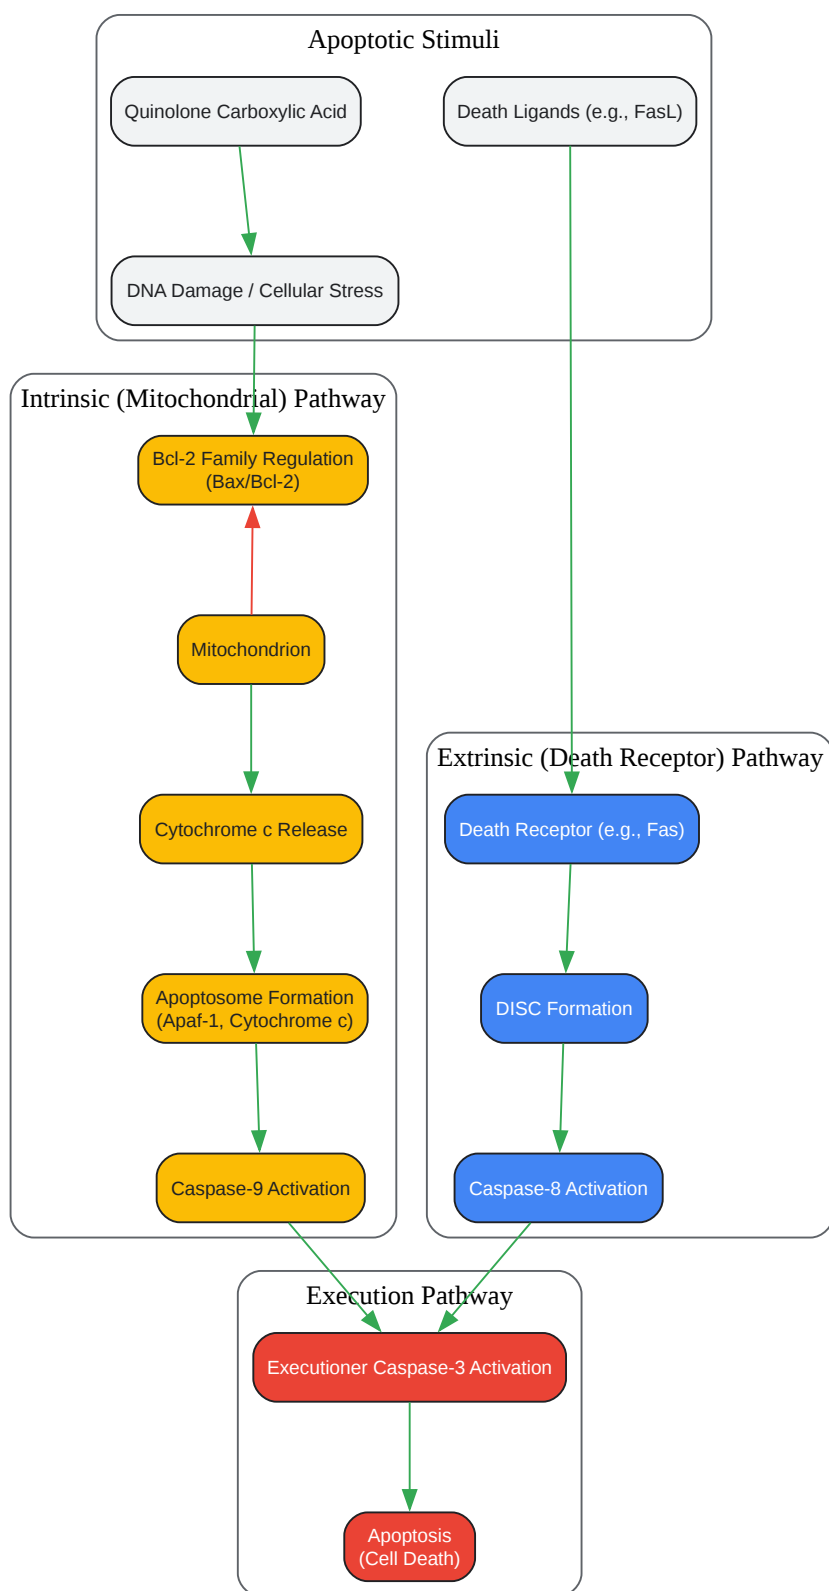 Apoptotic Stimuli
Quinolone Carboxylic Acid
Death Ligands (e.g., FasL)
DNA Damage / Cellular Stress
Intrinsic (Mitochondrial) Pathway
Bcl-2 Family Regulation
(Bax/Bcl-2)
Mitochondrion
Cytochrome c Release
Apoptosome Formation
(Apaf-1, Cytochrome c)
Caspase-9 Activation
Extrinsic (Death Receptor) Pathway
Death Receptor (e.g., Fas)
DISC Formation
Caspase-8 Activation
Execution Pathway
Executioner Caspase-3 Activation
Apoptosis
(Cell Death)